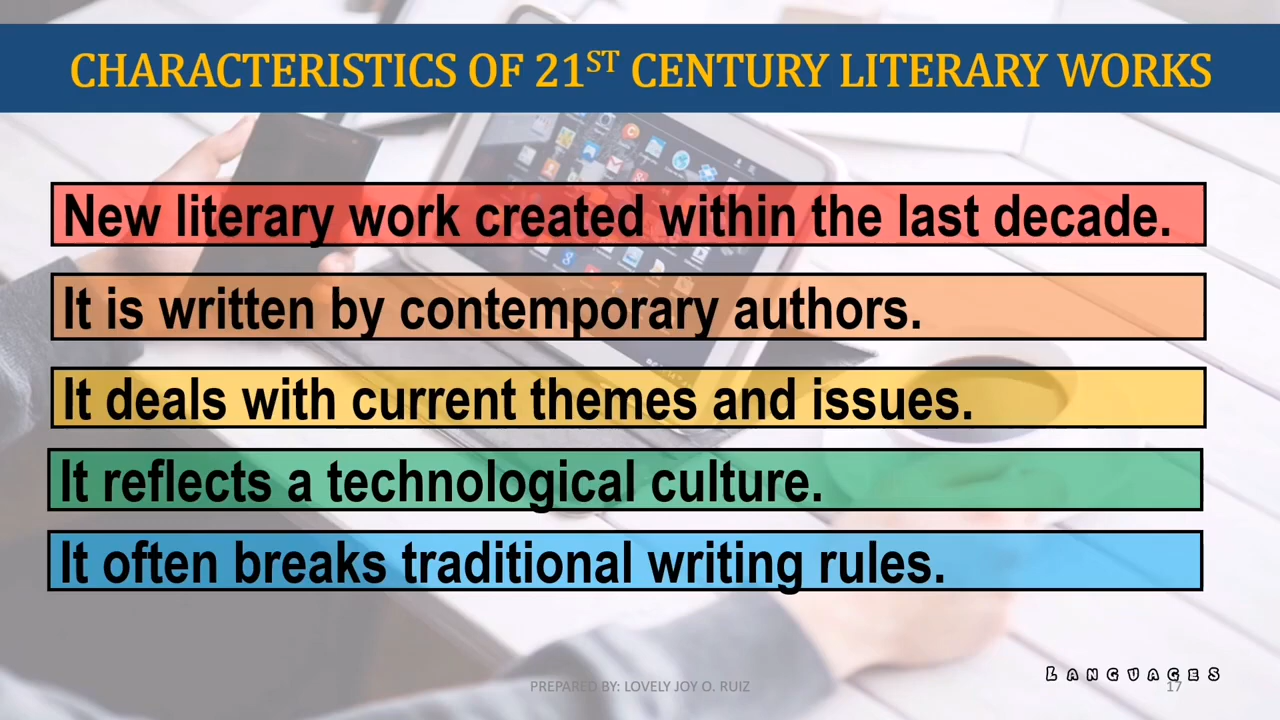 CHARACTERISTICS OF 21ST CENTURY LITERARY WORKS
New literary work created within the last decade.
It is written by contemporary authors.
It deals with current themes and issues.
It reflects a technological culture.
It often breaks traditional writing rules.
LANGUAGES
PREPARED BY: LOVELY JOY O. RUIZ
17